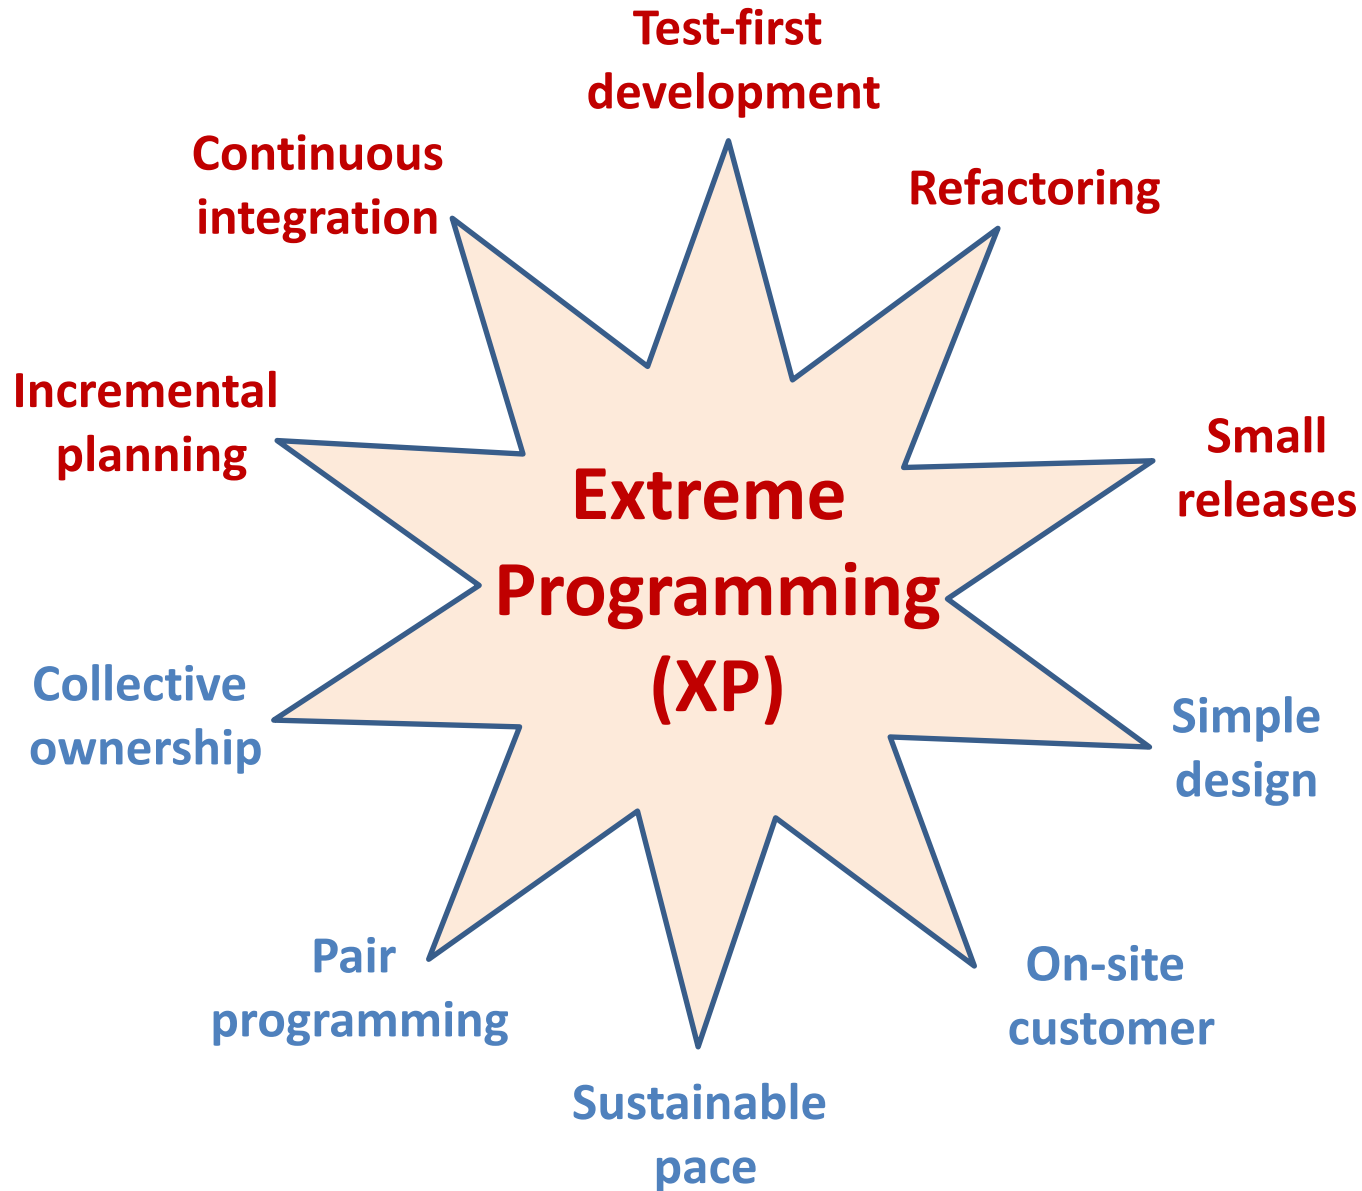 Test-first
development
Continuous
integration
Refactoring
Incremental
planning
Small
releases
Extreme
Programming
(XP)
Collective
ownership
Simple
design
Pair
programming
On-site
customer
Sustainable
pace